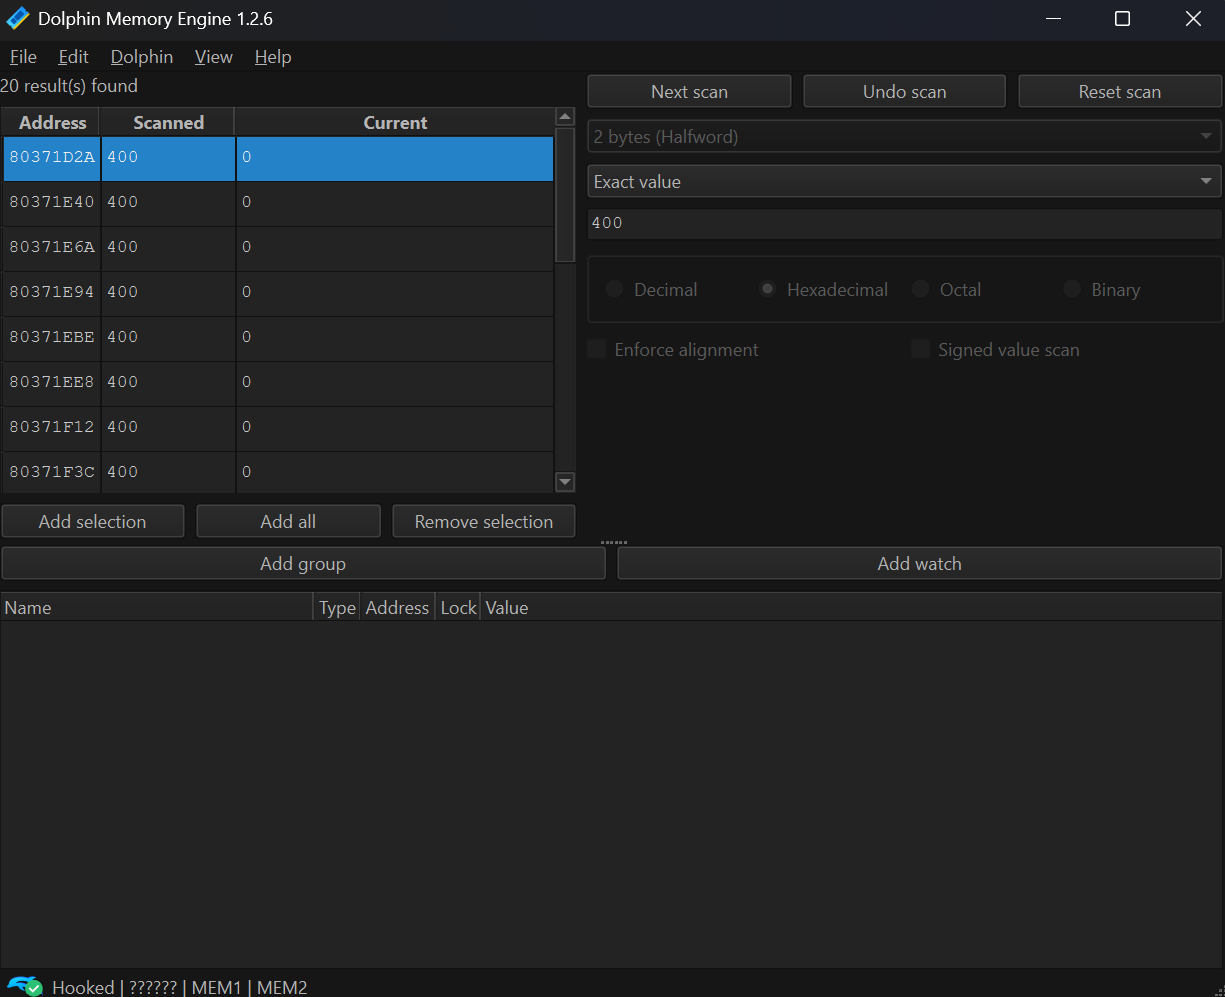 Dolphin Memory Engine 1.2.6
File Edit Dolphin View Help
20 result(s) found
Next scan Undo scan Reset scan
Address Scanned Current
2 bytes (Halfword)
80371D2A 400 0
Exact value
80371E40 400 0
400
80371E6A 400 0
80371E94 400 0
Decimal Hexadecimal Octal Binary
80371EBE 400 0
Enforce alignment Signed value scan
80371EE8 400 0
80371F12 400 0
80371F3C 400 0
Add selection Add all Remove selection
Add group Add watch
Name Type Address Lock Value
Hooked | ?????? | MEM1 | MEM2